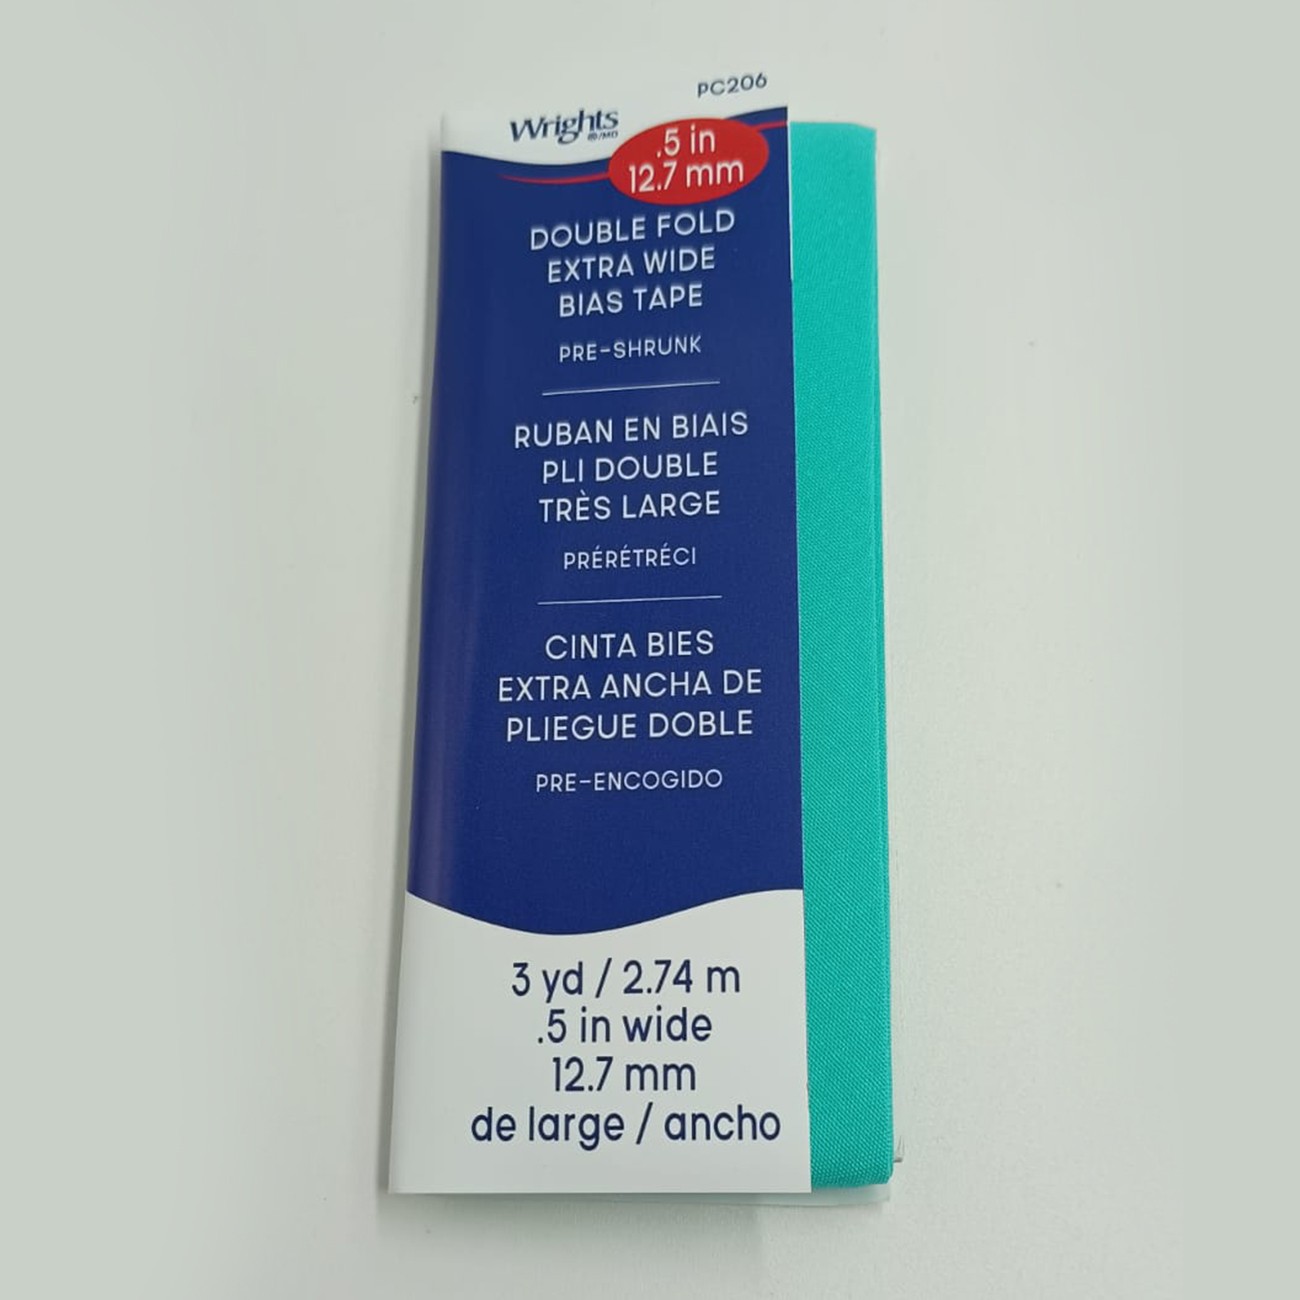 PC206
Wrights
®/MD
.5 in
12.7 mm
DOUBLE FOLD
EXTRA WIDE
BIAS TAPE
PRE-SHRUNK
RUBAN EN BIAIS
PLI DOUBLE
TRÈS LARGE
PRÉRÉTRÉCI
CINTA BIES
EXTRA ANCHA DE
PLIEGUE DOBLE
PRE-ENCOGIDO
3 yd / 2.74 m
.5 in wide
12.7 mm
de large / ancho